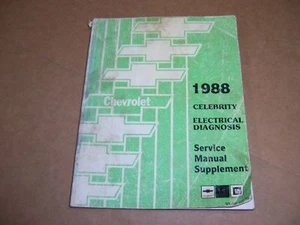 Chevrolet
1988
CELEBRITY
ELECTRICAL
DIAGNOSIS
Service
Manual
Supplement